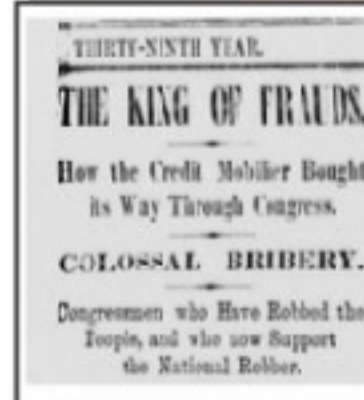 THIRTY-NINTH YEAR.
THE KING OF FRAUDS.
How the Credit Mobilier Bought
its Way Through Congress.
COLOSSAL BRIBERY.
Congressmen who Have Robbed the
People, and who now Support
the National Robber.